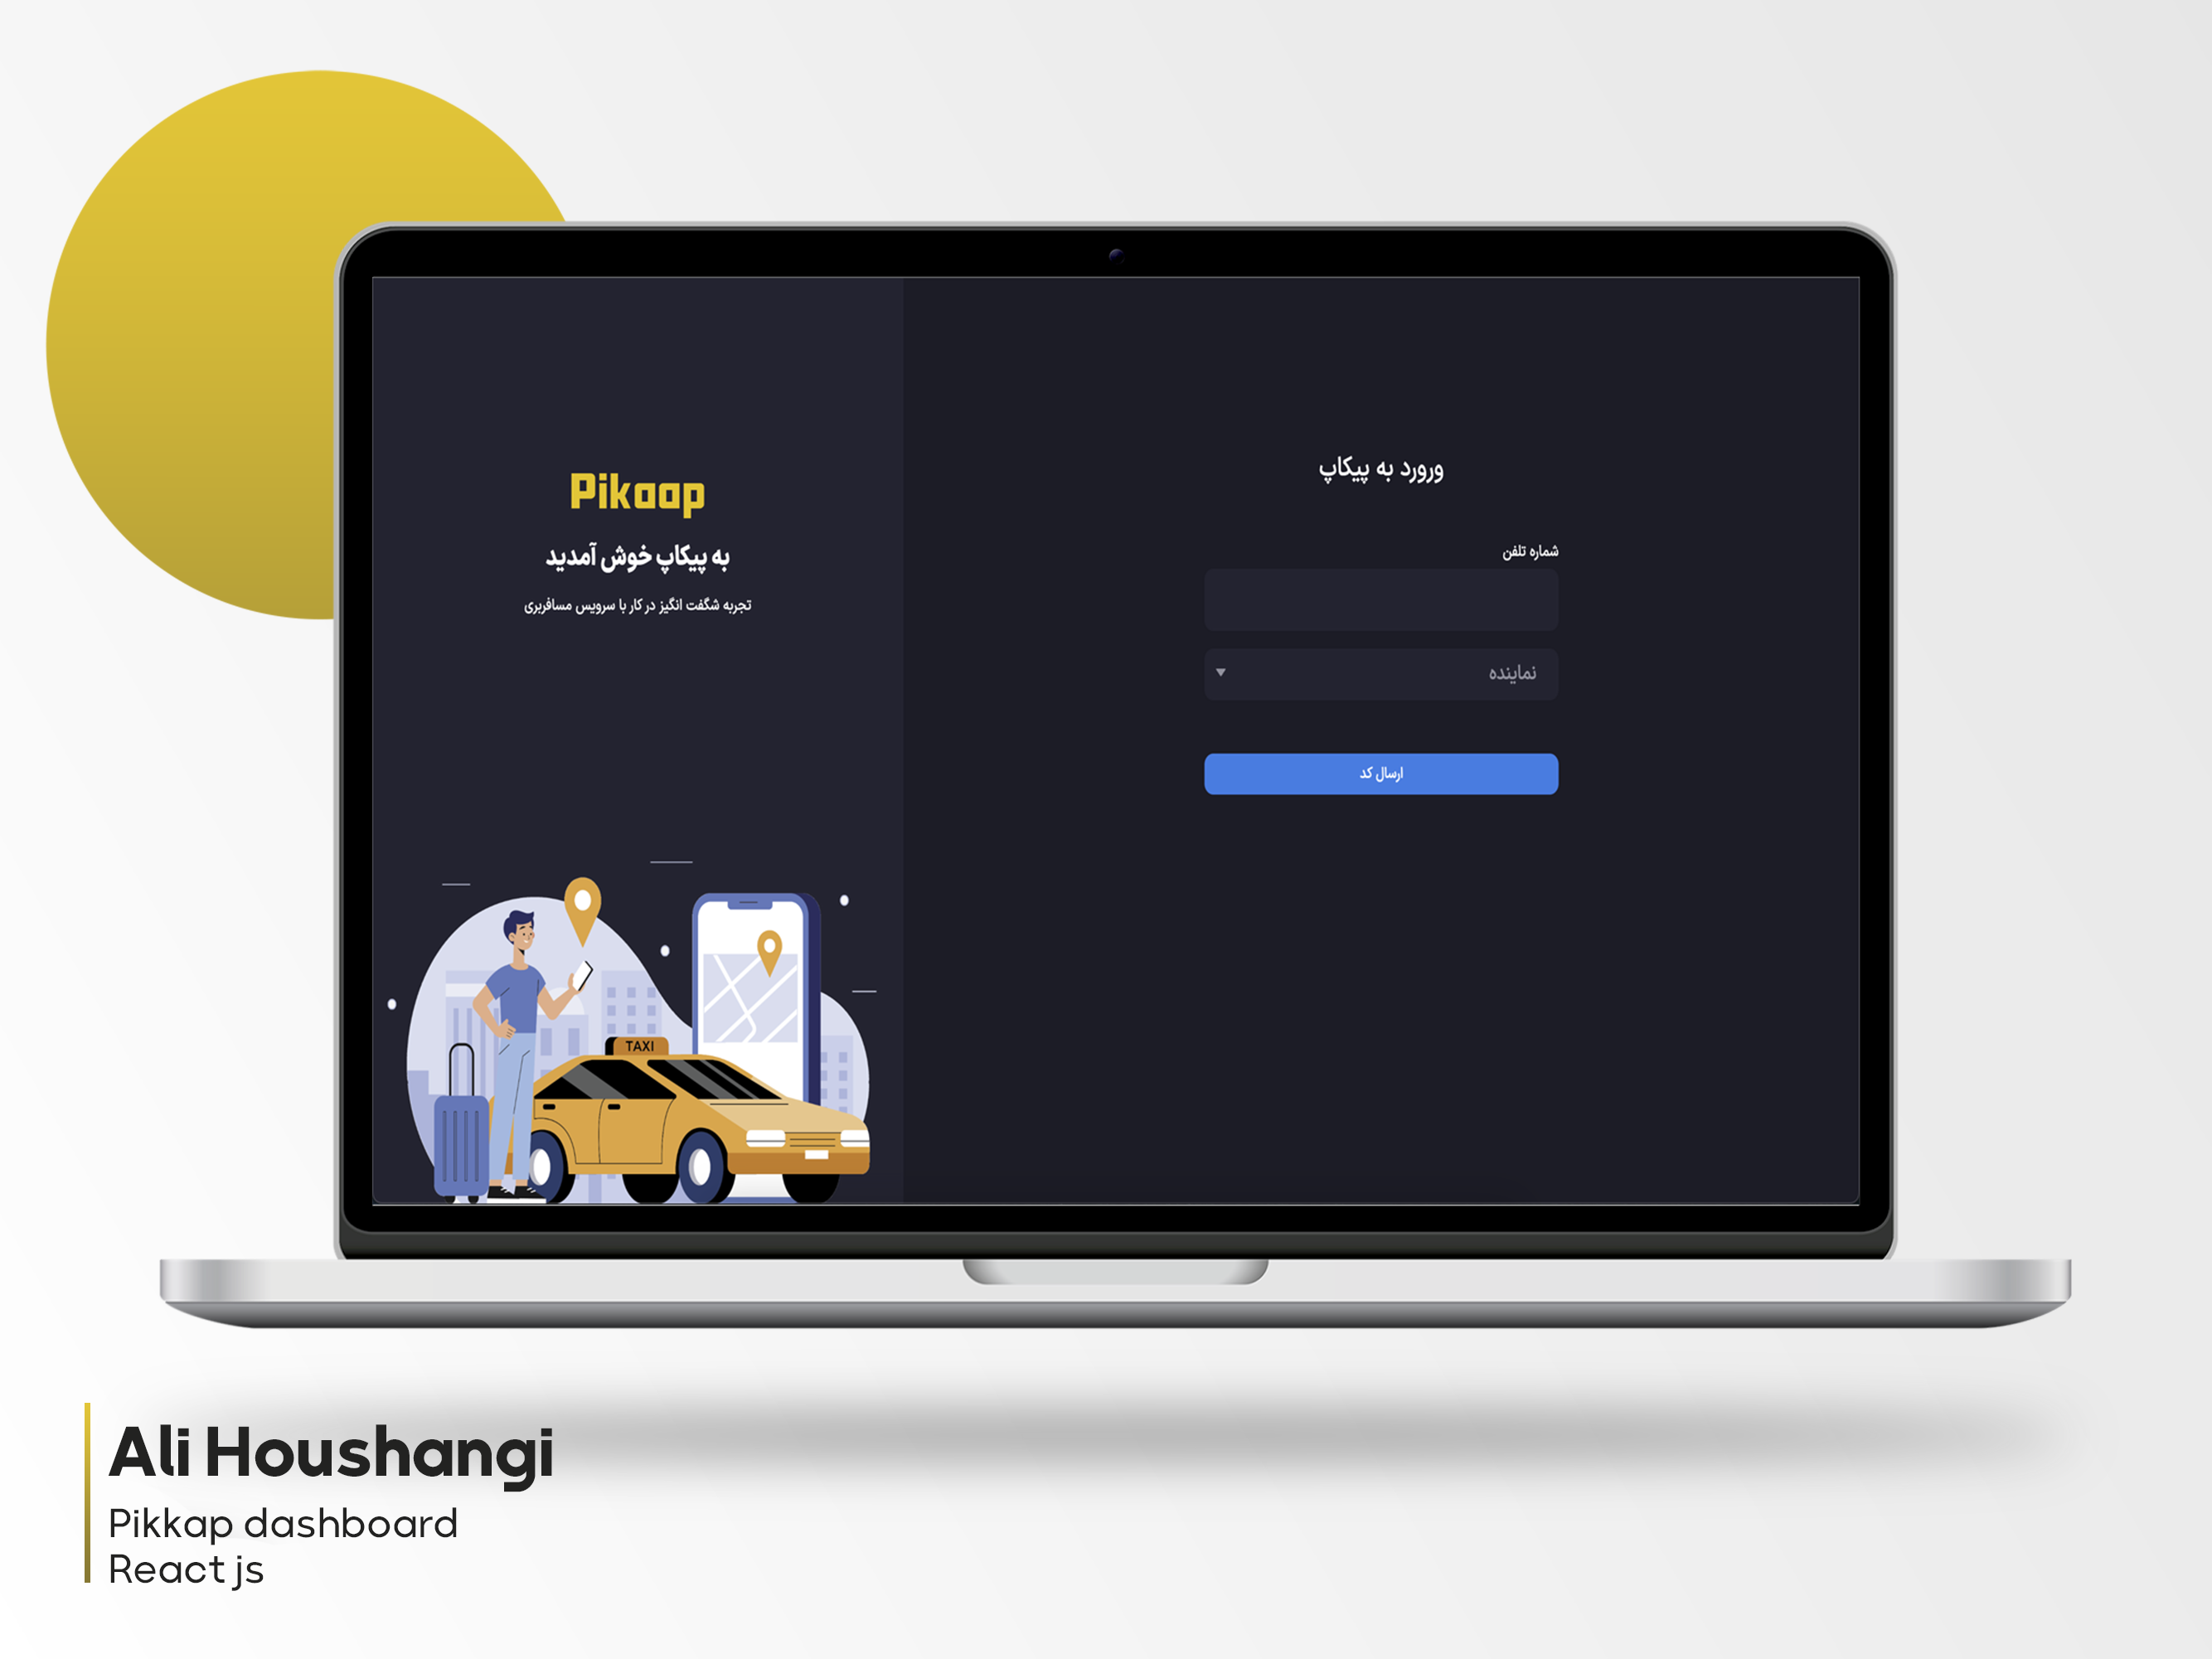 Pikaap
به پیکاپ خوش آمدید
تجربه شگفت انگیز در کار با سرویس مسافربری
TAXI
ورورد به پیکاپ
شماره تلفن
نماینده
ارسال کد
Ali Houshangi
Pikkap dashboard
React js